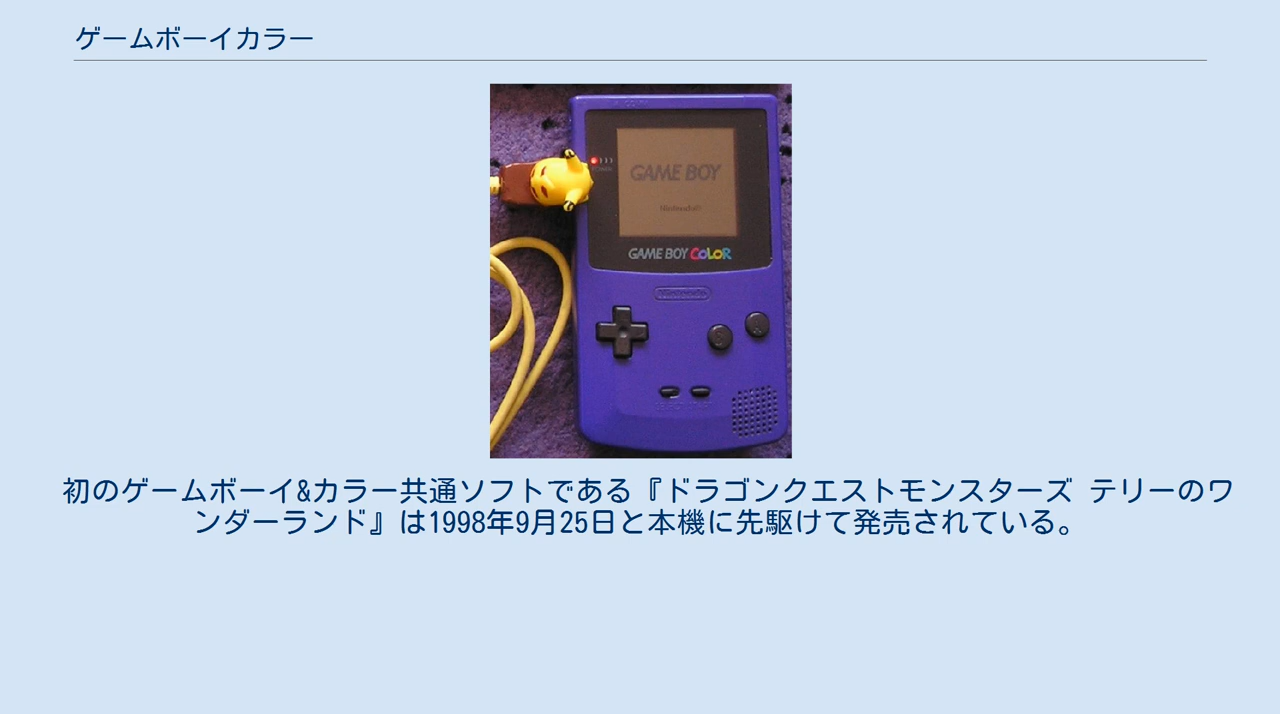 ゲームボーイカラー
GAME BOY
Nintendo®
GAME BOY COLOR
Nintendo
初のゲームボーイ&カラー共通ソフトである『ドラゴンクエストモンスターズ テリーのワ
ンダーランド』は1998年9月25日と本機に先駆けて発売されている。